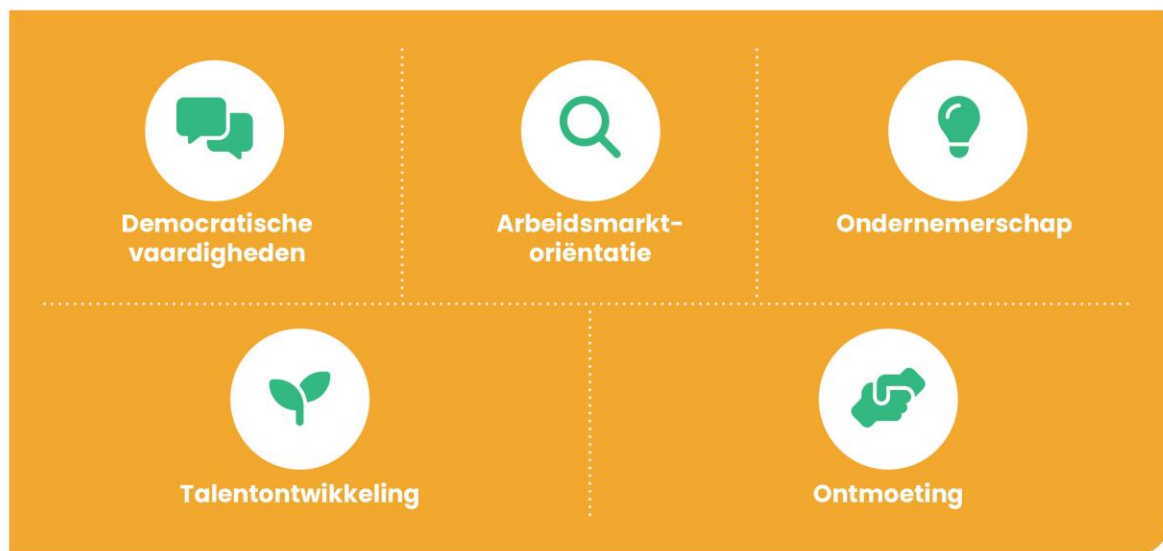 Democratische
vaardigheden
Arbeidsmarkt-
oriëntatie
Ondernemerschap
Talentontwikkeling
Ontmoeting